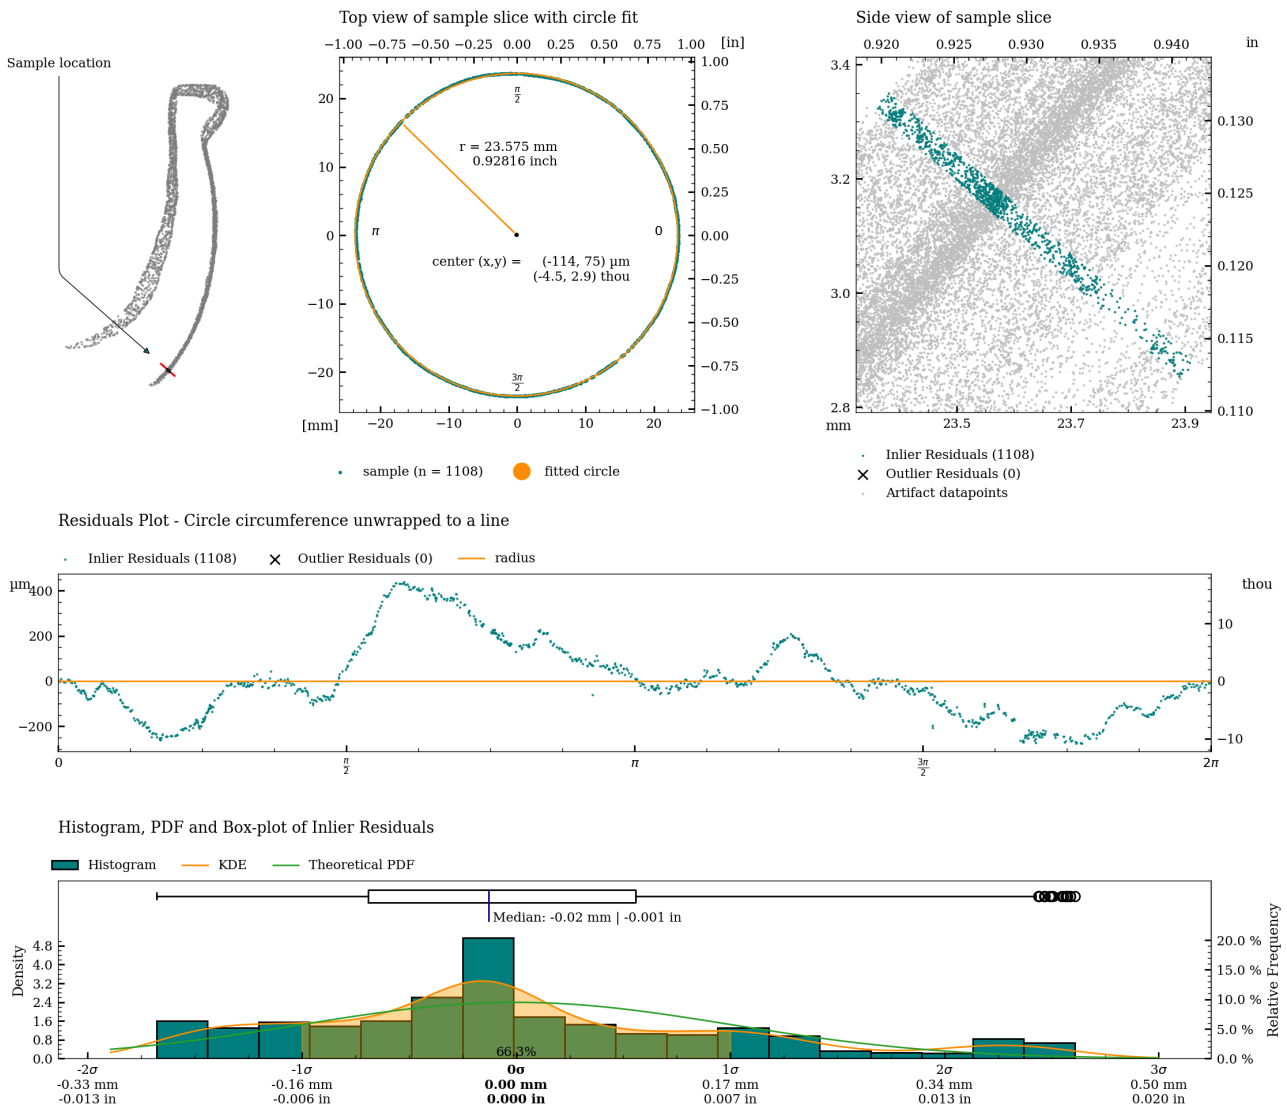 Sample location
Top view of sample slice with circle fit
−1.00 −0.75 −0.50 −0.25 0.00 0.25 0.50 0.75 1.00 [in]
20
10
0
−10
−20
[mm] −20 −10 0 10 20
1.00
0.75
0.50
0.25
0.00
−0.25
−0.50
−0.75
−1.00
π/2
π
0
3π/2
r = 23.575 mm
0.92816 inch
center (x,y) = (-114, 75) µm
(-4.5, 2.9) thou
sample (n = 1108)
fitted circle
Side view of sample slice
0.920 0.925 0.930 0.935 0.940 in
3.4
3.2
3.0
2.8
mm 23.5 23.7 23.9
0.130
0.125
0.120
0.115
0.110
Inlier Residuals (1108)
Outlier Residuals (0)
Artifact datapoints
Residuals Plot - Circle circumference unwrapped to a line
Inlier Residuals (1108) Outlier Residuals (0) radius
µm
400
200
0
−200
thou
10
0
−10
0 π/2 π 3π/2 2π
Histogram, PDF and Box-plot of Inlier Residuals
Histogram KDE Theoretical PDF
Median: -0.02 mm | -0.001 in
Density
4.8
4.0
3.2
2.4
1.6
0.8
0.0
66.3%
Relative Frequency
20.0 %
15.0 %
10.0 %
5.0 %
0.0 %
-2σ -1σ 0σ 1σ 2σ 3σ
-0.33 mm -0.16 mm 0.00 mm 0.17 mm 0.34 mm 0.50 mm
-0.013 in -0.006 in 0.000 in 0.007 in 0.013 in 0.020 in